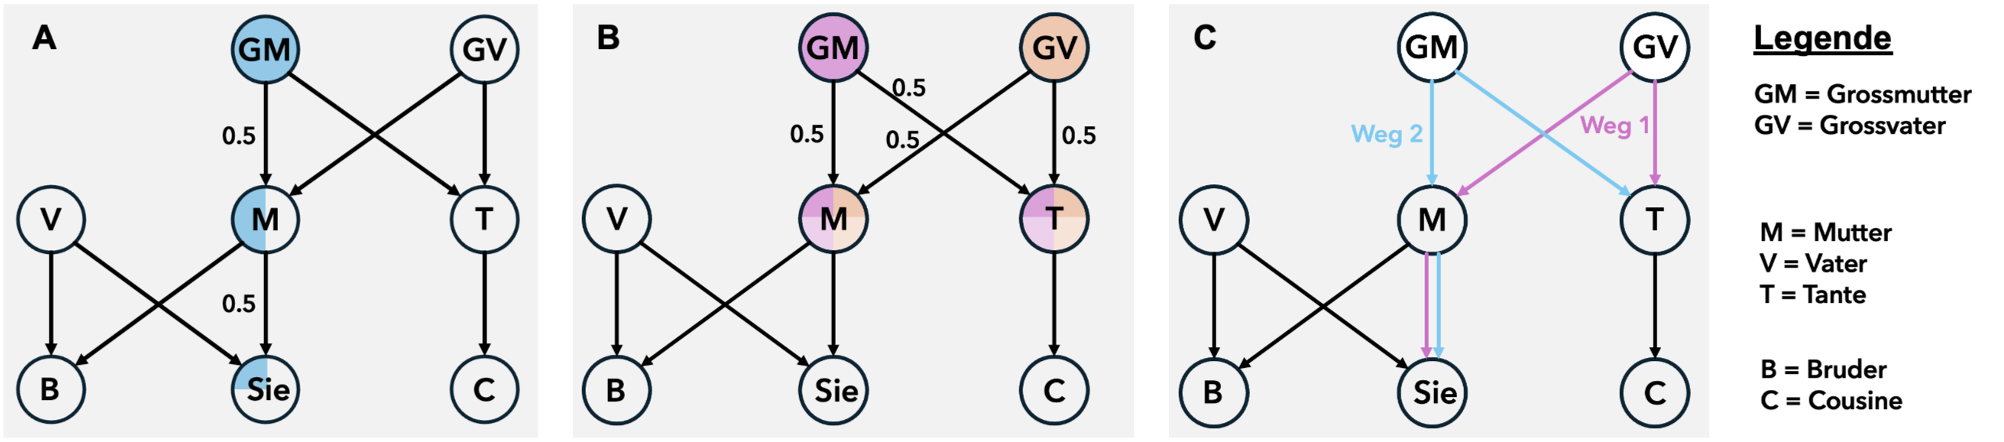 A
GM
GV
0.5
V
M
T
0.5
B
Sie
C
B
GM
GV
0.5
0.5
0.5
0.5
V
M
T
B
Sie
C
C
GM
GV
Weg 2
Weg 1
V
M
T
B
Sie
C
Legende
GM = Grossmutter
GV = Grossvater
M = Mutter
V = Vater
T = Tante
B = Bruder
C = Cousine